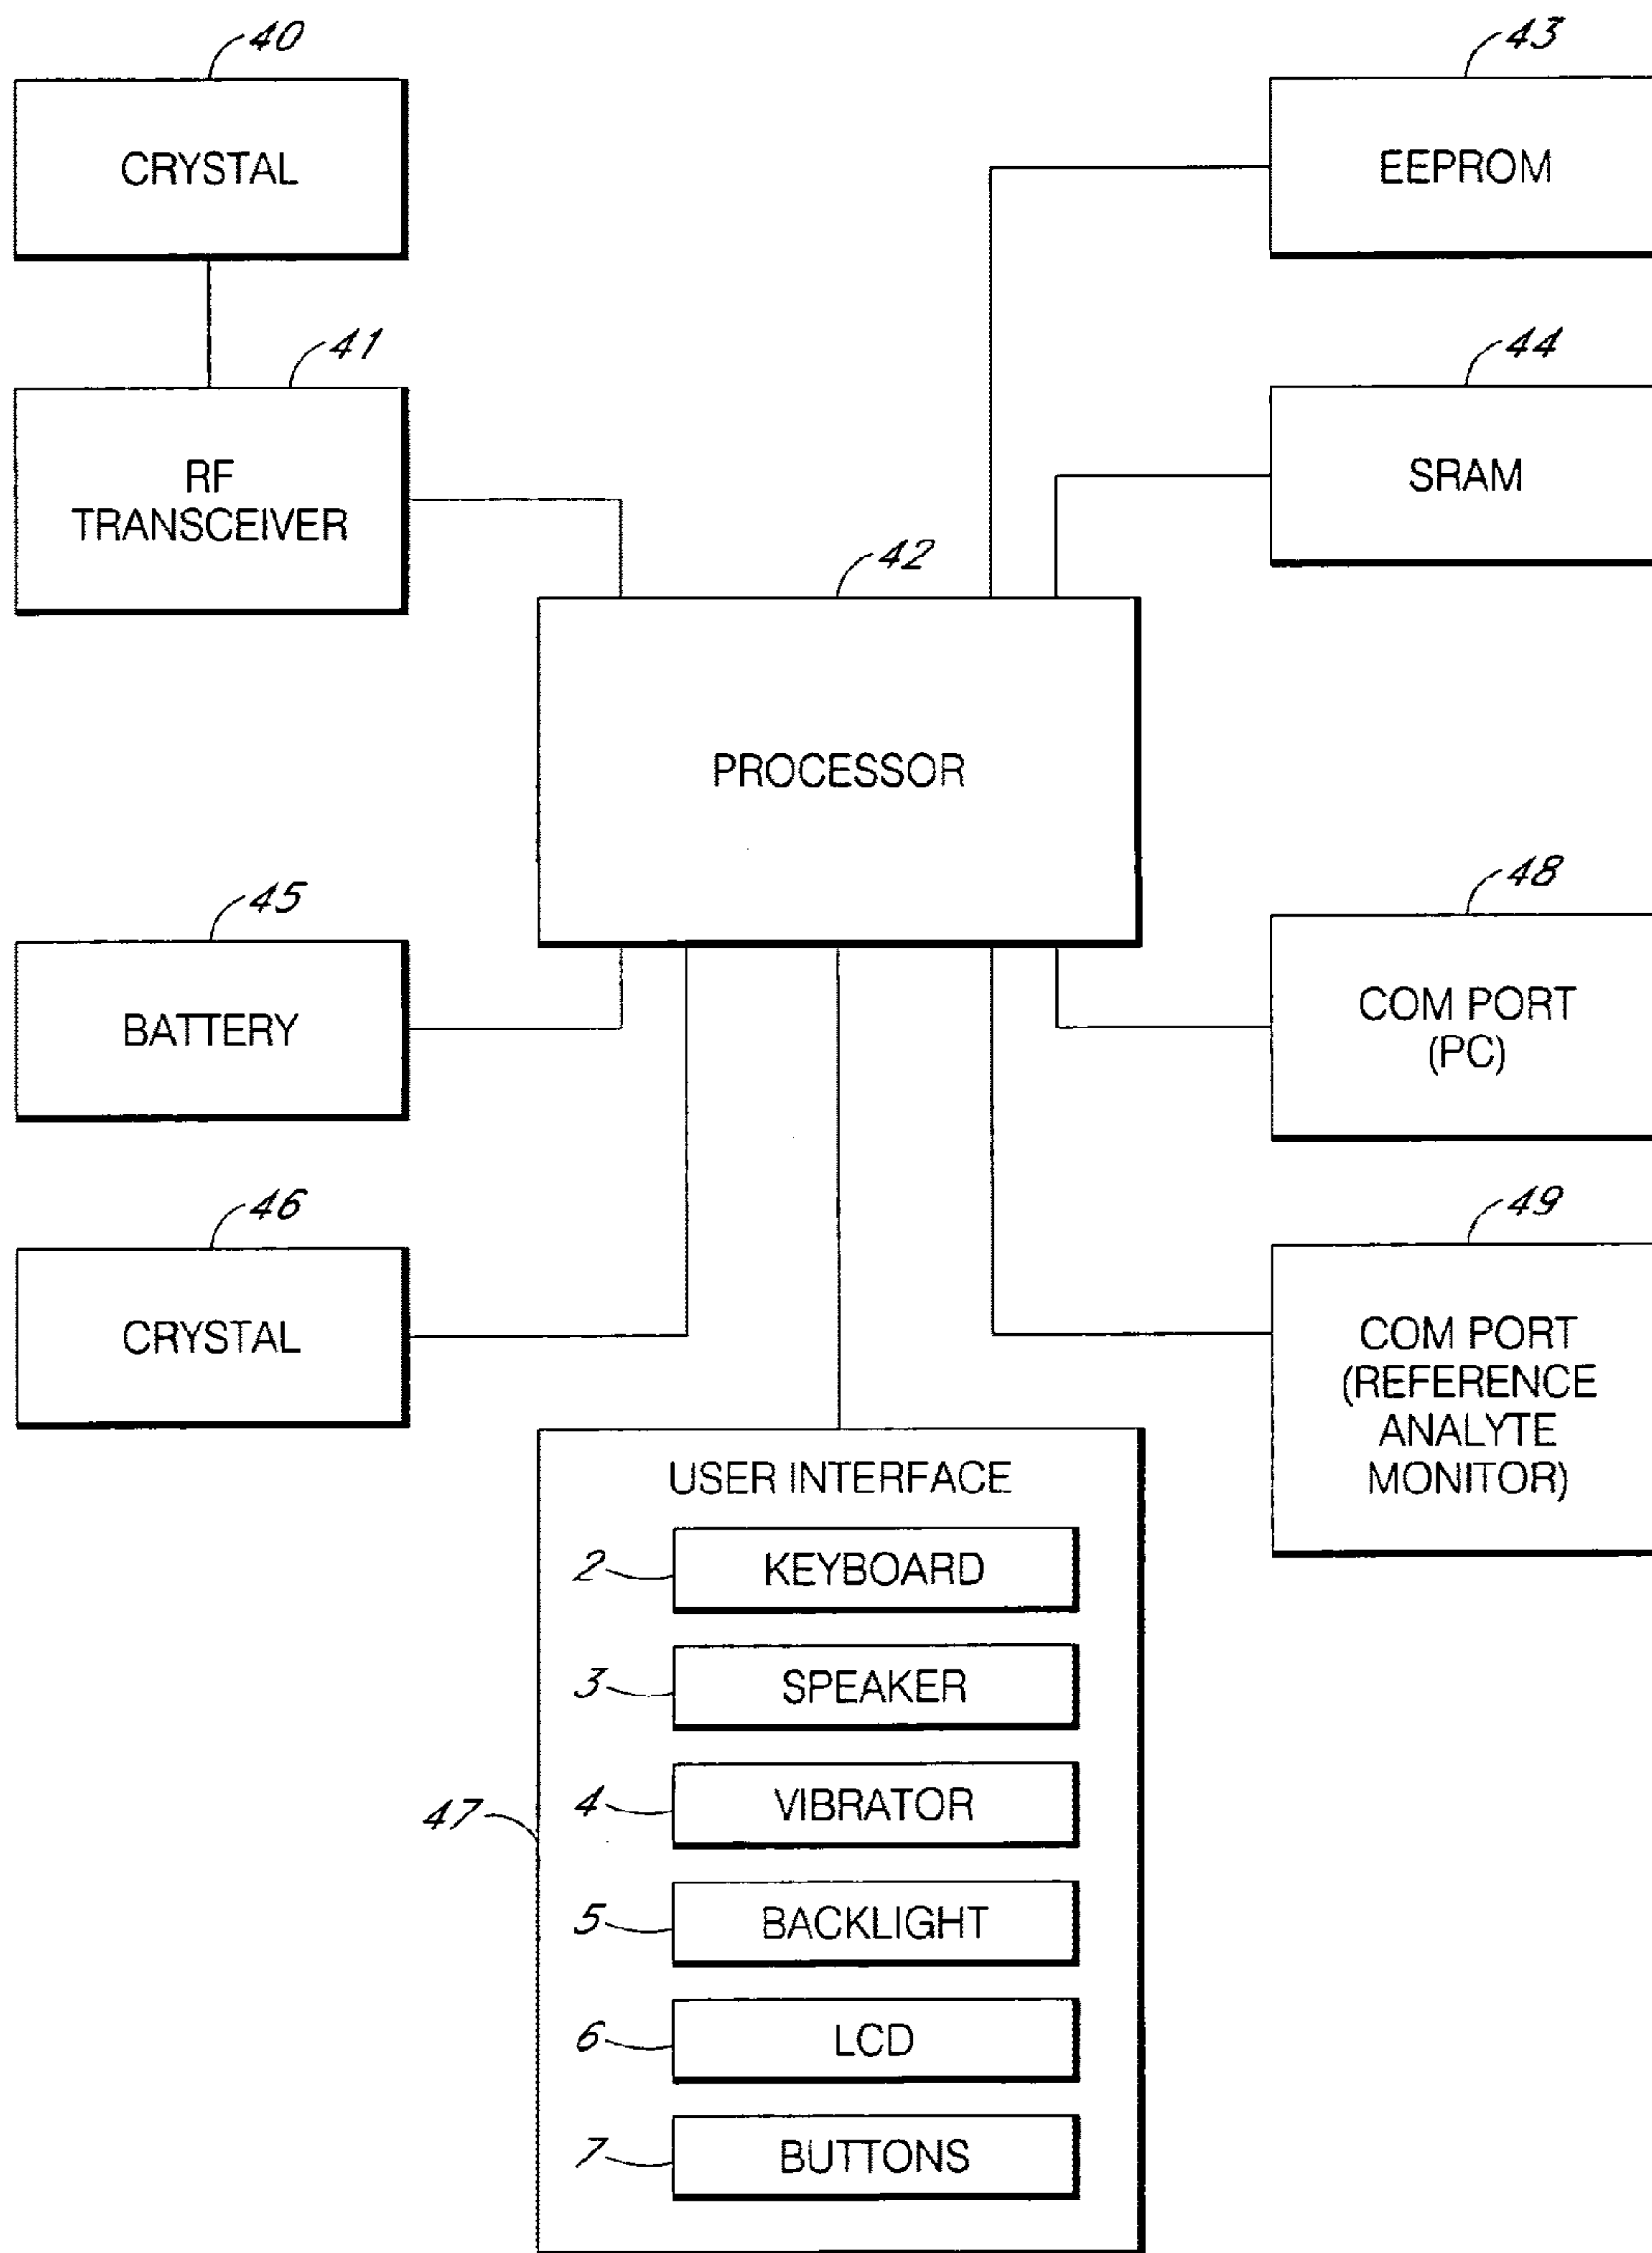 40
CRYSTAL
43
EEPROM
41
RF
TRANSCEIVER
44
SRAM
42
PROCESSOR
45
BATTERY
48
COM PORT
(PC)
46
CRYSTAL
49
COM PORT
(REFERENCE
ANALYTE
MONITOR)
47
USER INTERFACE
2 KEYBOARD
3 SPEAKER
4 VIBRATOR
5 BACKLIGHT
6 LCD
7 BUTTONS